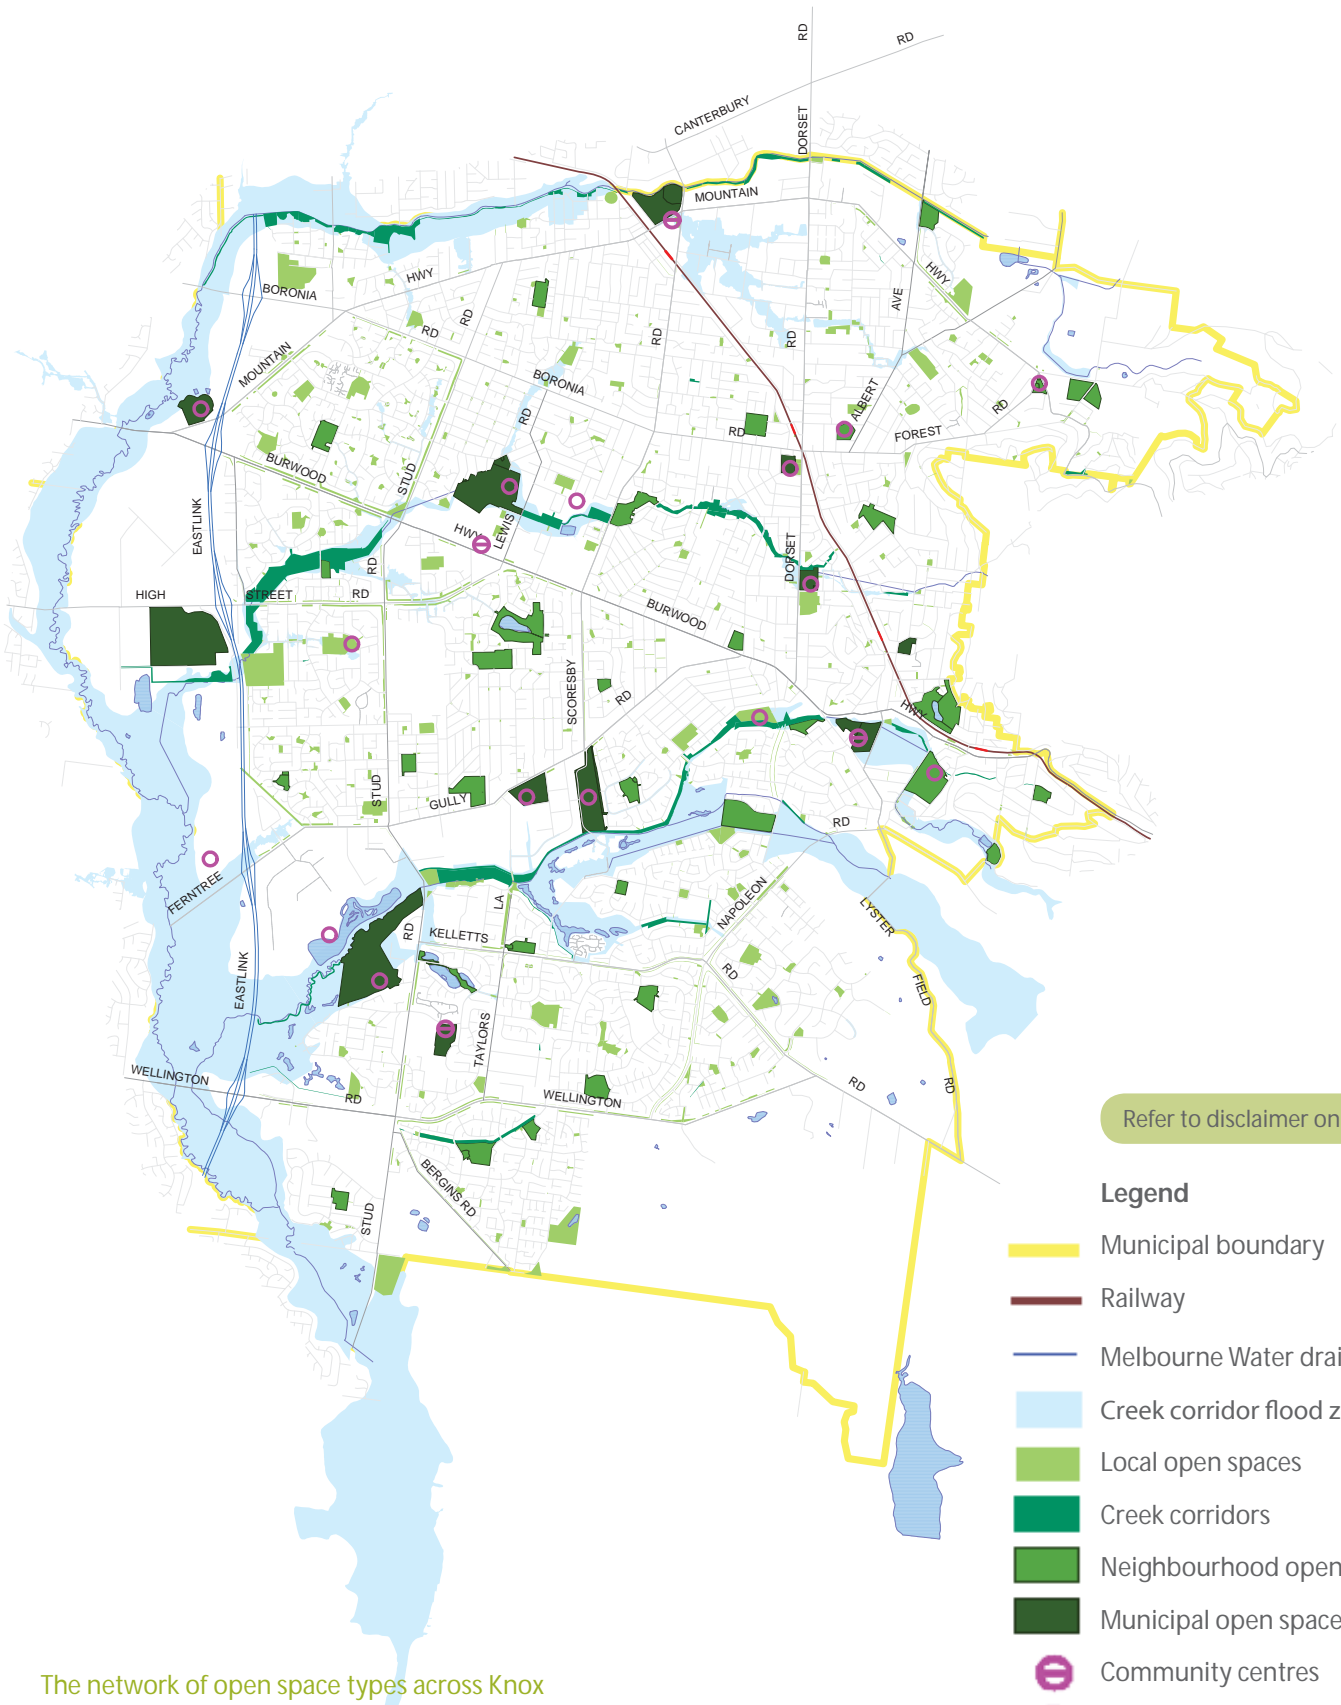 RD
RD
CANTERBURY
DORSET
MOUNTAIN
HWY
BORONIA
HWY
RD
RD
AVE
RD
RD
MOUNTAIN
BORONIA
RD
ALBERT
RD
RD
FOREST
BURWOOD
STUD
EASTLINK
HWY
LEWIS
DORSET
HIGH
STREET
RD
RD
BURWOOD
SCORESBY
RD
HWY
STUD
GULLY
RD
FERNTREE
LA
NAPOLEON
LYSTER
RD
KELLETTS
RD
FIELD
EASTLINK
TAYLORS
WELLINGTON
RD
WELLINGTON
RD
RD
BERGINS RD
STUD
Refer to disclaimer on
Legend
Municipal boundary
Railway
Melbourne Water drai
Creek corridor flood z
Local open spaces
Creek corridors
Neighbourhood open
Municipal open space
Community centres
The network of open space types across Knox